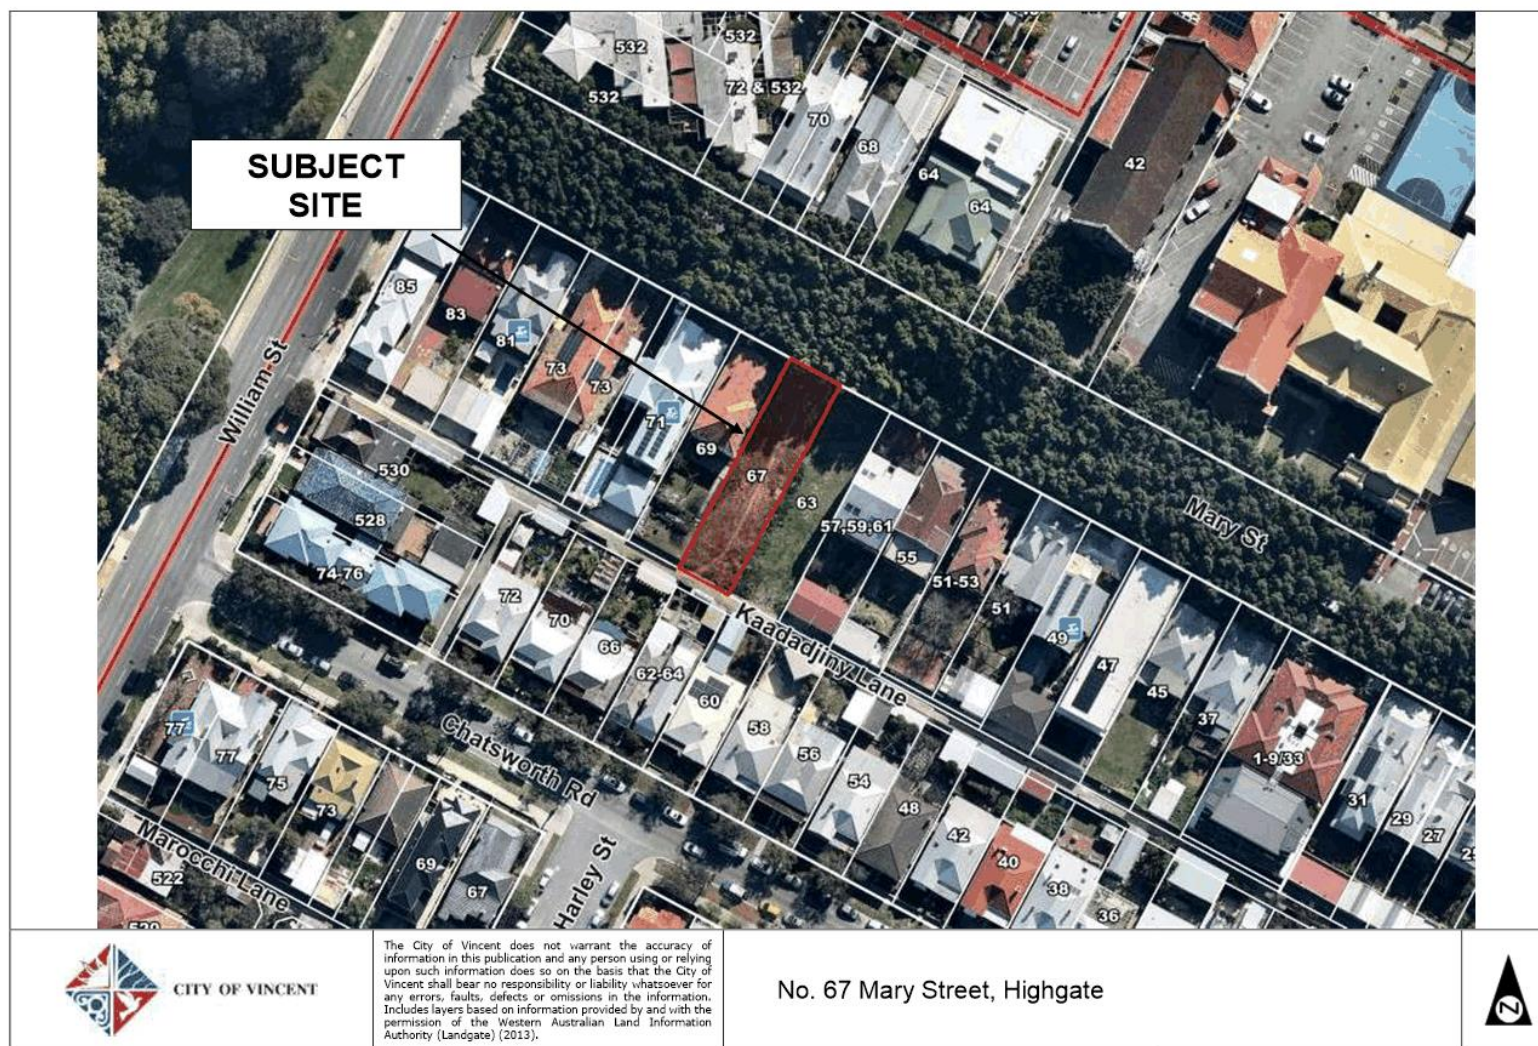 532
532
72 & 532
532
70
68
64
64
42
SUBJECT
SITE
85
83
81
73
73
71
69
67
63
57,59,61
55
51-53
51
49
47
45
37
1-9/33
31
29
27
William St
Mary St
Kaadadjiny Lane
530
528
74-76
72
70
66
62-64
60
58
56
54
48
42
40
38
36
Chatsworth Rd
77
77
75
73
69
67
Harley St
Marocchi Lane
522
CITY OF VINCENT
The City of Vincent does not warrant the accuracy of
information in this publication and any person using or relying
upon such information does so on the basis that the City of
Vincent shall bear no responsibility or liability whatsoever for
any errors, faults, defects or omissions in the information.
Includes layers based on information provided by and with the
permission of the Western Australian Land Information
Authority (Landgate) (2013).
No. 67 Mary Street, Highgate
N